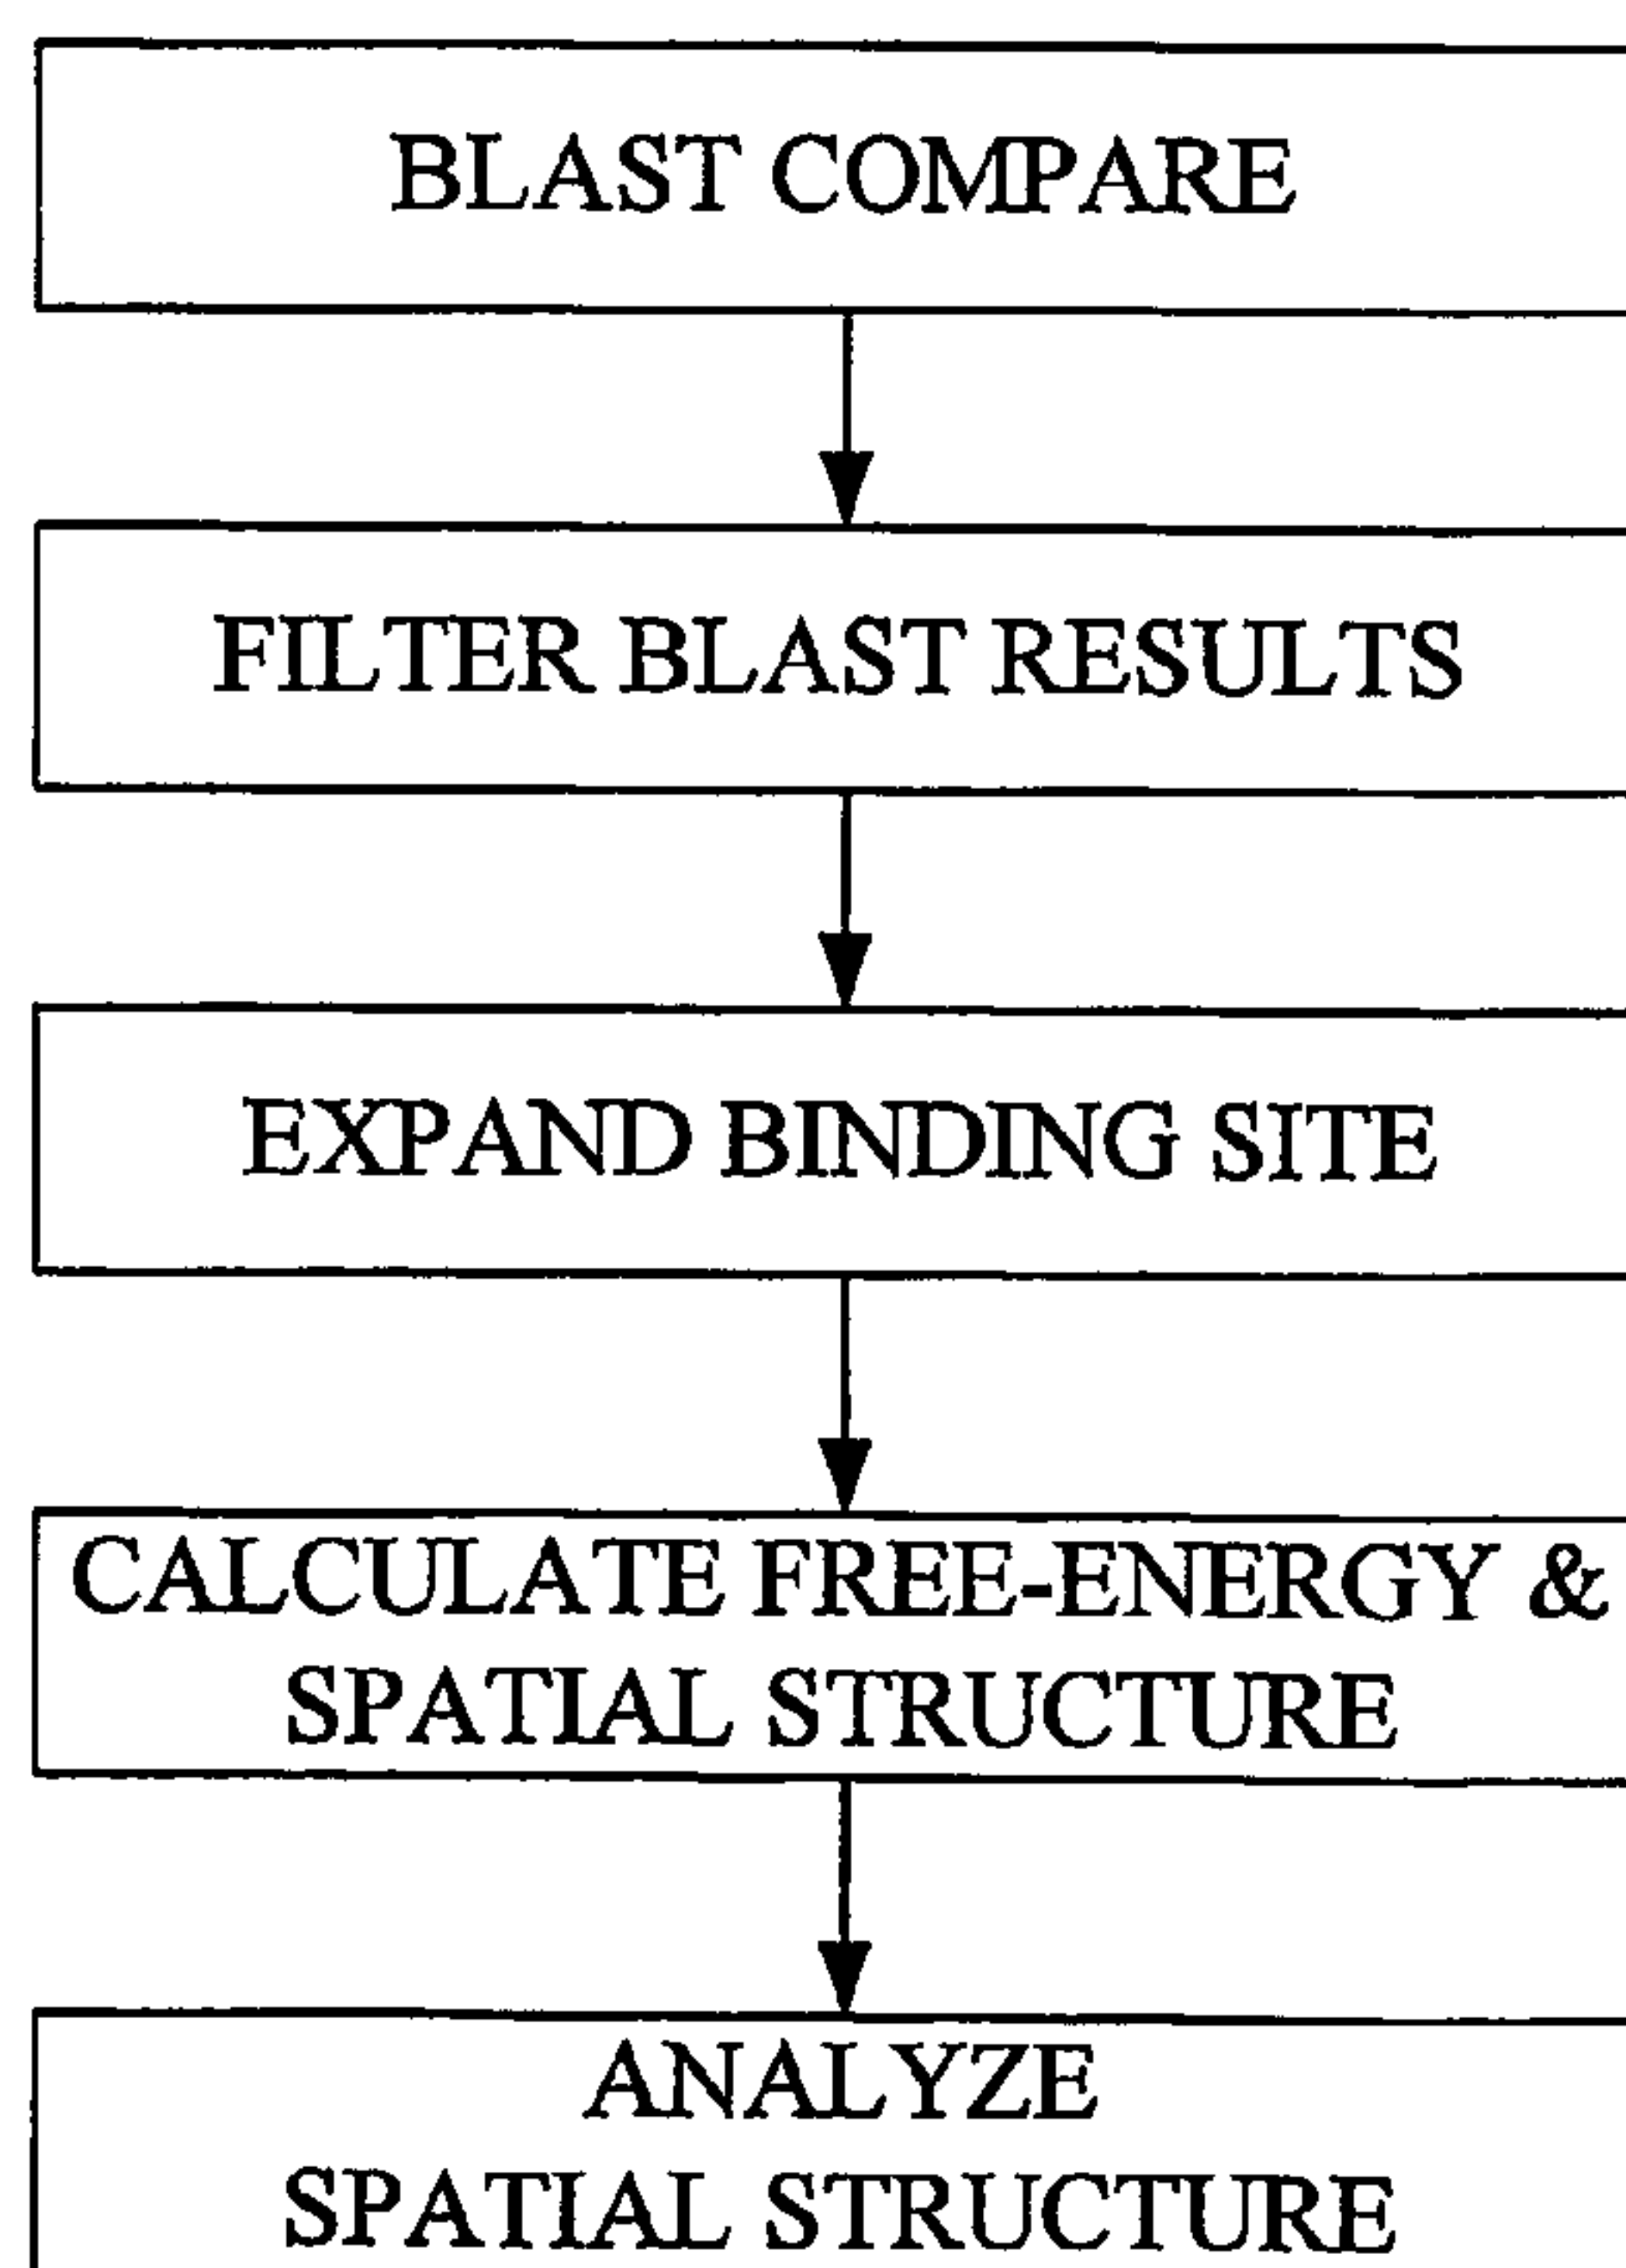 BLAST COMPARE
FILTER BLAST RESULTS
EXPAND BINDING SITE
CALCULATE FREE-ENERGY &
SPATIAL STRUCTURE
ANALYZE
SPATIAL STRUCTURE